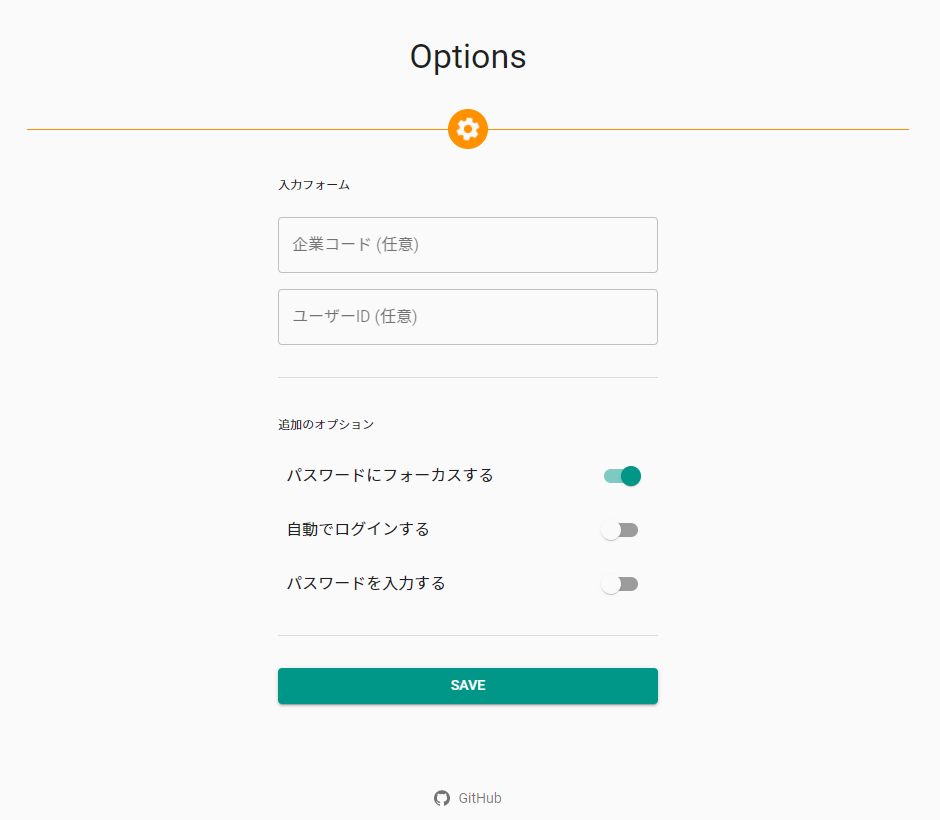 Options
入力フォーム
企業コード (任意)
ユーザーID (任意)
追加のオプション
パスワードにフォーカスする
自動でログインする
パスワードを入力する
SAVE
GitHub